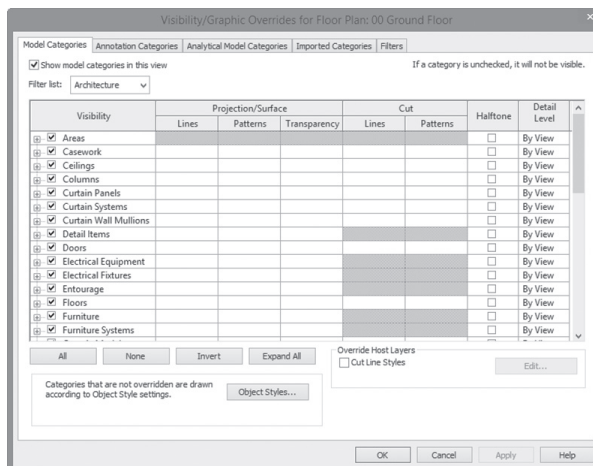 Visibility/Graphic Overrides for Floor Plan: 00 Ground Floor
Model Categories Annotation Categories Analytical Model Categories Imported Categories Filters
Show model categories in this view
If a category is unchecked, it will not be visible.
Filter list: Architecture
Visibility Projection/Surface Cut Halftone Detail Level
Lines Patterns Transparency Lines Patterns
Areas By View
Casework By View
Ceilings By View
Columns By View
Curtain Panels By View
Curtain Systems By View
Curtain Wall Mullions By View
Detail Items By View
Doors By View
Electrical Equipment By View
Electrical Fixtures By View
Entourage By View
Floors By View
Furniture By View
Furniture Systems By View
All None Invert Expand All
Override Host Layers
Cut Line Styles
Edit...
Categories that are not overridden are drawn
according to Object Style settings.
Object Styles...
OK Cancel Apply Help